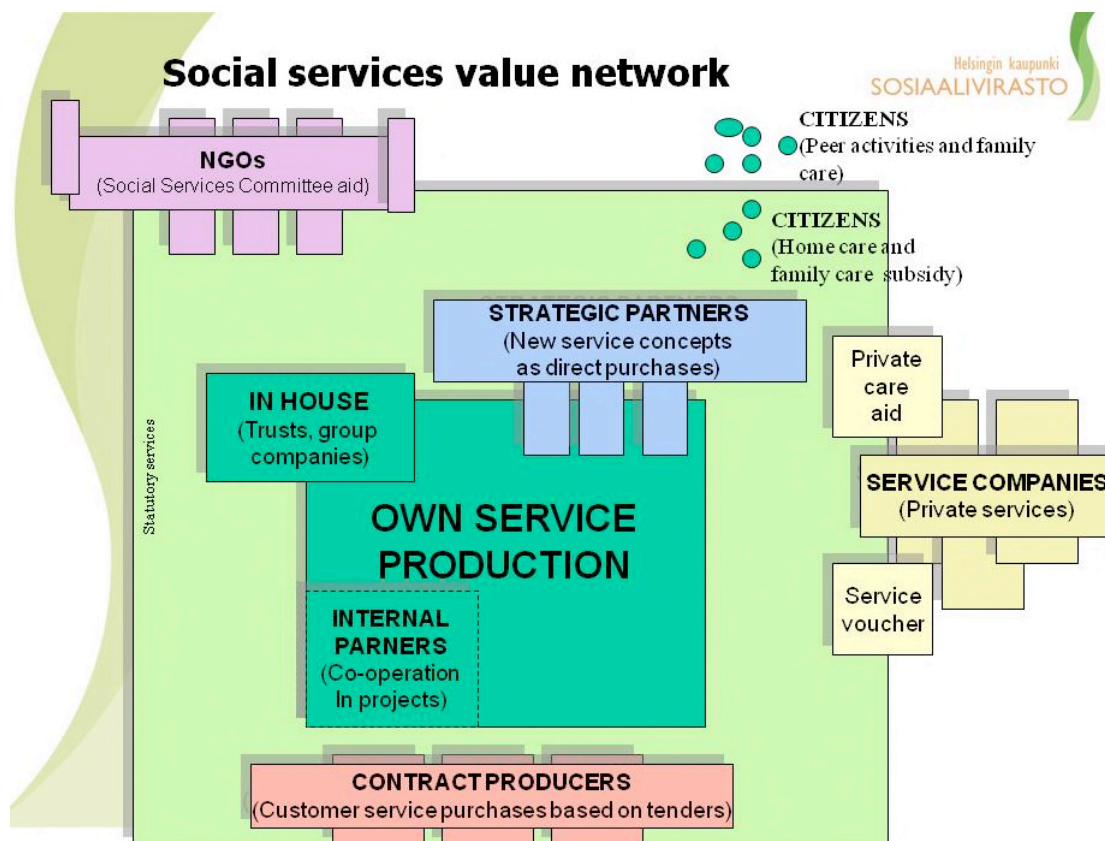 Social services value network
Helsingin kaupunki
SOSIAALIVIRASTO
NGOs
(Social Services Committee aid)
CITIZENS
(Peer activities and family
care)
CITIZENS
(Home care and
family care subsidy)
STRATEGIC PARTNERS
(New service concepts
as direct purchases)
Private
care
aid
IN HOUSE
(Trusts, group
companies)
SERVICE COMPANIES
(Private services)
Statutory services
OWN SERVICE
PRODUCTION
Service
voucher
INTERNAL
PARNERS
(Co-operation
In projects)
CONTRACT PRODUCERS
(Customer service purchases based on tenders)